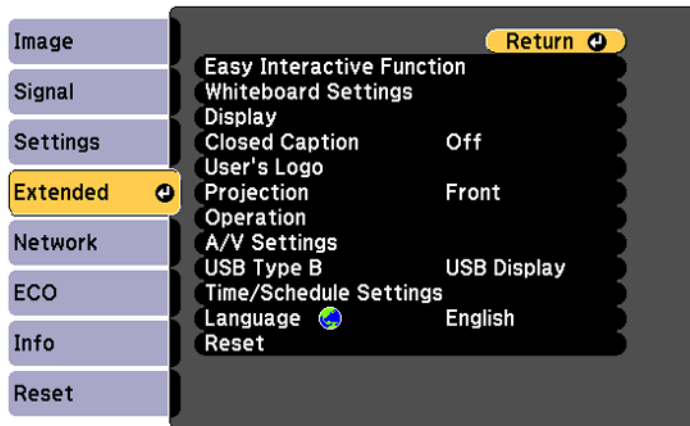 Image
Signal
Settings
Extended
Network
ECO
Info
Reset
Return
Easy Interactive Function
Whiteboard Settings
Display
Closed Caption Off
User's Logo
Projection Front
Operation
A/V Settings
USB Type B USB Display
Time/Schedule Settings
Language English
Reset